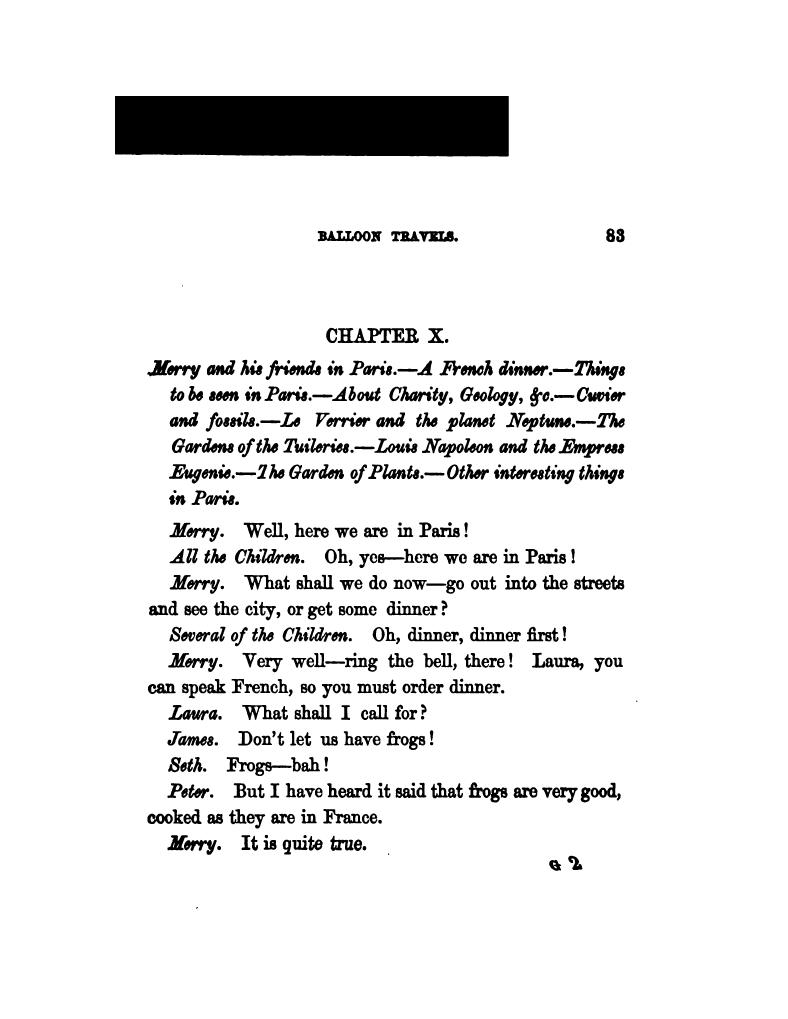 BALLOON TRAVELS. 83
CHAPTER X.
Merry and his friends in Paris.—A French dinner.—Things
to be seen in Paris.—About Charity, Geology, &c.—Cuvier
and fossils.—Le Verrier and the planet Neptune.—The
Gardens of the Tuileries.—Louis Napoleon and the Empress
Eugenie.—The Garden of Plants.—Other interesting things
in Paris.
Merry. Well, here we are in Paris!
All the Children. Oh, yes—here we are in Paris!
Merry. What shall we do now—go out into the streets
and see the city, or get some dinner?
Several of the Children. Oh, dinner, dinner first!
Merry. Very well—ring the bell, there! Laura, you
can speak French, so you must order dinner.
Laura. What shall I call for?
James. Don't let us have frogs!
Seth. Frogs—bah!
Peter. But I have heard it said that frogs are very good,
cooked as they are in France.
Merry. It is quite true.
G 2